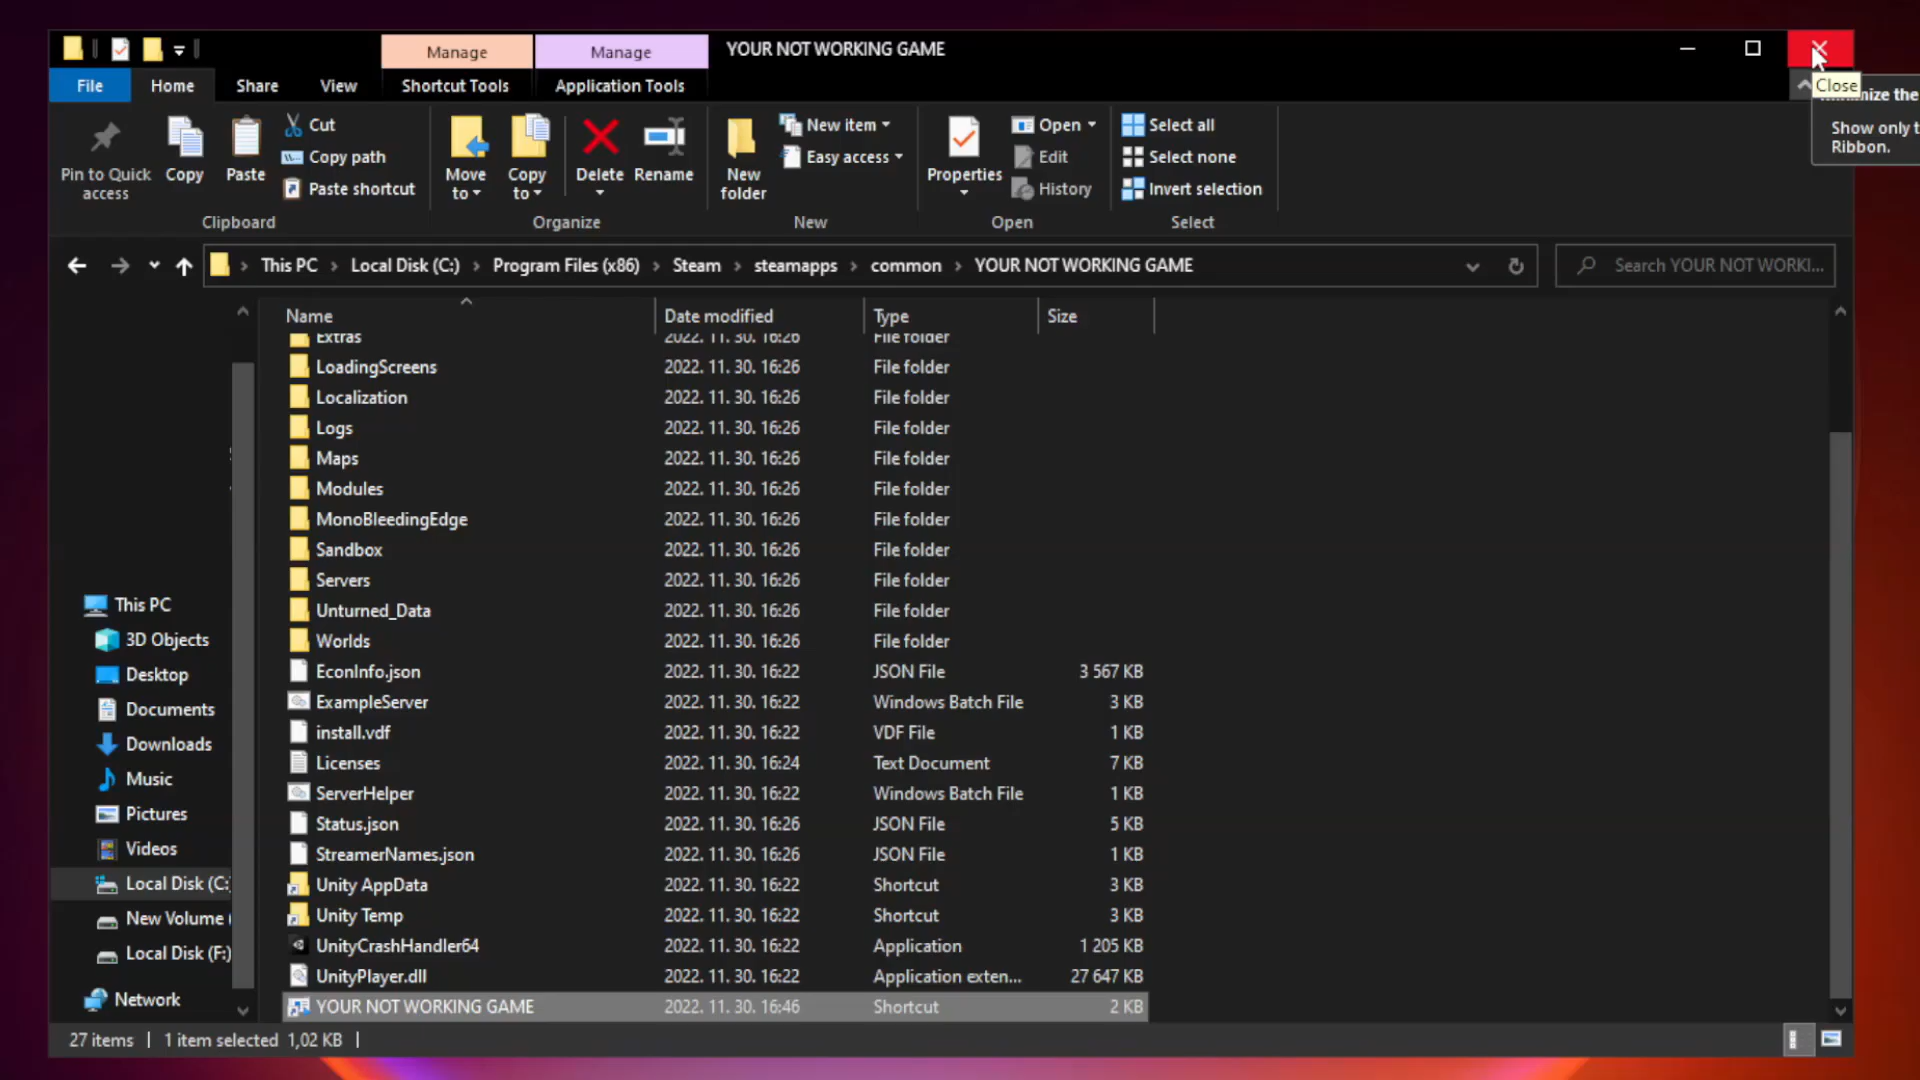 Manage
Manage
YOUR NOT WORKING GAME
File
Home
Share
View
Shortcut Tools
Application Tools
Close
the
Show only t
Ribbon.
Pin to Quick
access
Copy
Paste
Cut
Copy path
Paste shortcut
Clipboard
Move
to
Copy
to
Delete
Rename
Organize
New
folder
New item
Easy access
New
Properties
Open
Edit
History
Open
Select all
Select none
Invert selection
Select
This PC
Local Disk (C:)
Program Files (x86)
Steam
steamapps
common
YOUR NOT WORKING GAME
Search YOUR NOT WORKI...
Name Date modified Type Size
Extras 2022. 11. 30. 16:26 File folder
LoadingScreens 2022. 11. 30. 16:26 File folder
Localization 2022. 11. 30. 16:26 File folder
Logs 2022. 11. 30. 16:26 File folder
Maps 2022. 11. 30. 16:26 File folder
Modules 2022. 11. 30. 16:26 File folder
MonoBleedingEdge 2022. 11. 30. 16:26 File folder
Sandbox 2022. 11. 30. 16:26 File folder
Servers 2022. 11. 30. 16:26 File folder
Unturned_Data 2022. 11. 30. 16:26 File folder
Worlds 2022. 11. 30. 16:26 File folder
EconInfo.json 2022. 11. 30. 16:22 JSON File 3 567 KB
ExampleServer 2022. 11. 30. 16:22 Windows Batch File 3 KB
install.vdf 2022. 11. 30. 16:22 VDF File 1 KB
Licenses 2022. 11. 30. 16:24 Text Document 7 KB
ServerHelper 2022. 11. 30. 16:22 Windows Batch File 1 KB
Status.json 2022. 11. 30. 16:26 JSON File 5 KB
StreamerNames.json 2022. 11. 30. 16:26 JSON File 1 KB
Unity AppData 2022. 11. 30. 16:22 Shortcut 3 KB
Unity Temp 2022. 11. 30. 16:22 Shortcut 3 KB
UnityCrashHandler64 2022. 11. 30. 16:22 Application 1 205 KB
UnityPlayer.dll 2022. 11. 30. 16:22 Application exten... 27 647 KB
YOUR NOT WORKING GAME 2022. 11. 30. 16:46 Shortcut 2 KB
This PC
3D Objects
Desktop
Documents
Downloads
Music
Pictures
Videos
Local Disk (C:
New Volume (
Local Disk (F:)
Network
27 items 1 item selected 1,02 KB